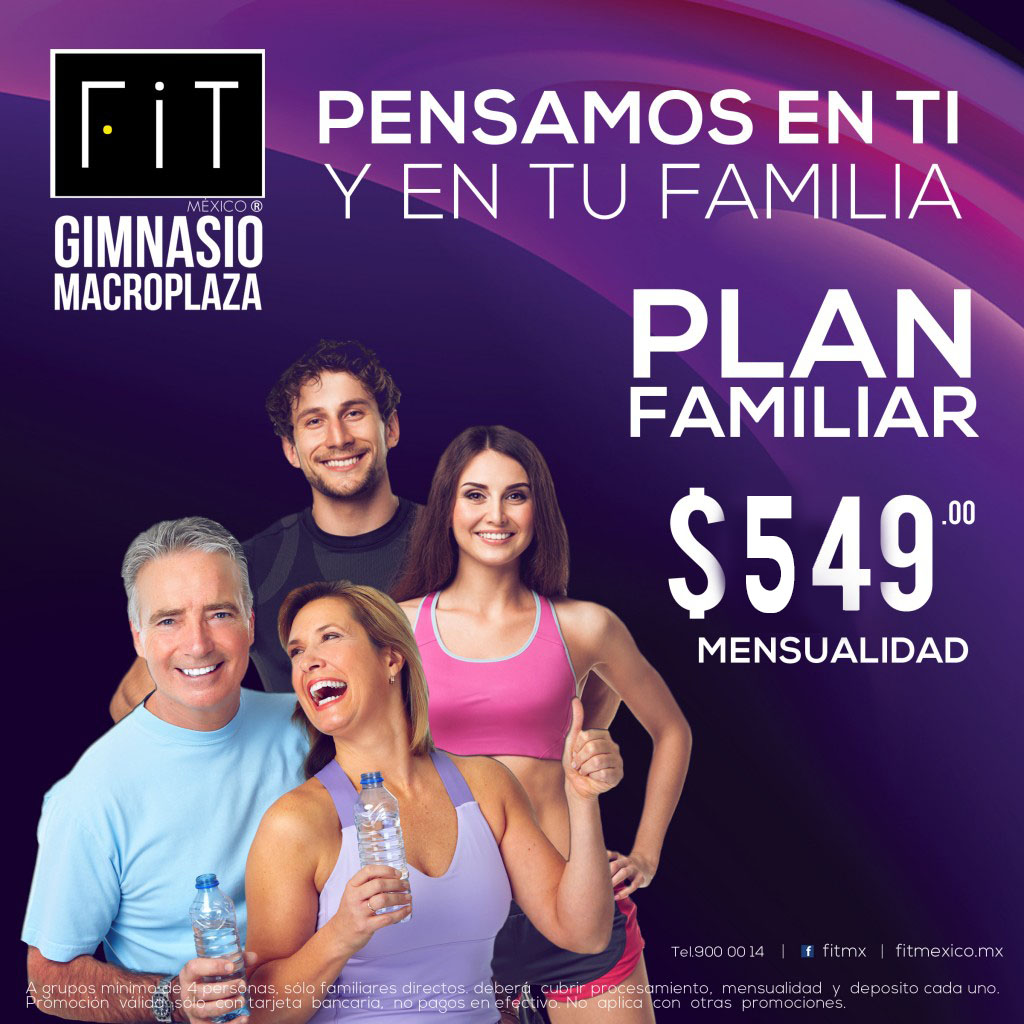 FiT
MÉXICO ®
GIMNASIO
MACROPLAZA
PENSAMOS EN TI
Y EN TU FAMILIA
PLAN
FAMILIAR
$549.00
MENSUALIDAD
Tel.900 00 14 | f fitmx | fitmexico.mx
A grupos minimo de 4 personas, sólo familiares directos. deberá cubrir procesamiento, mensualidad y deposito cada uno.
Promoción válida sólo con tarjeta bancaria, no pagos en efectivo. No aplica con otras promociones.